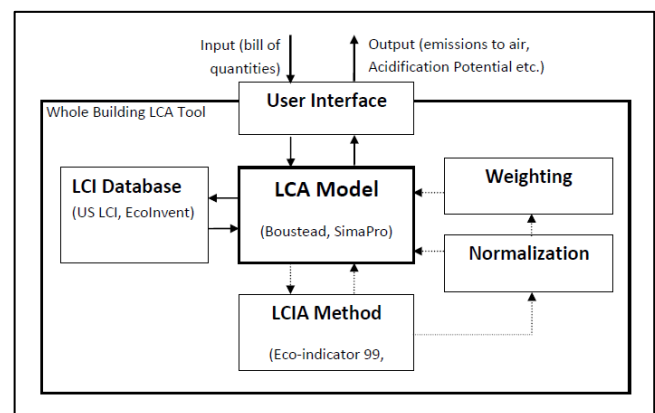 Input (bill of
quantities)
Output (emissions to air,
Acidification Potential etc.)
User Interface
Whole Building LCA Tool
LCI Database
(US LCI, EcoInvent)
LCA Model
(Boustead, SimaPro)
Weighting
Normalization
LCIA Method
(Eco-indicator 99,